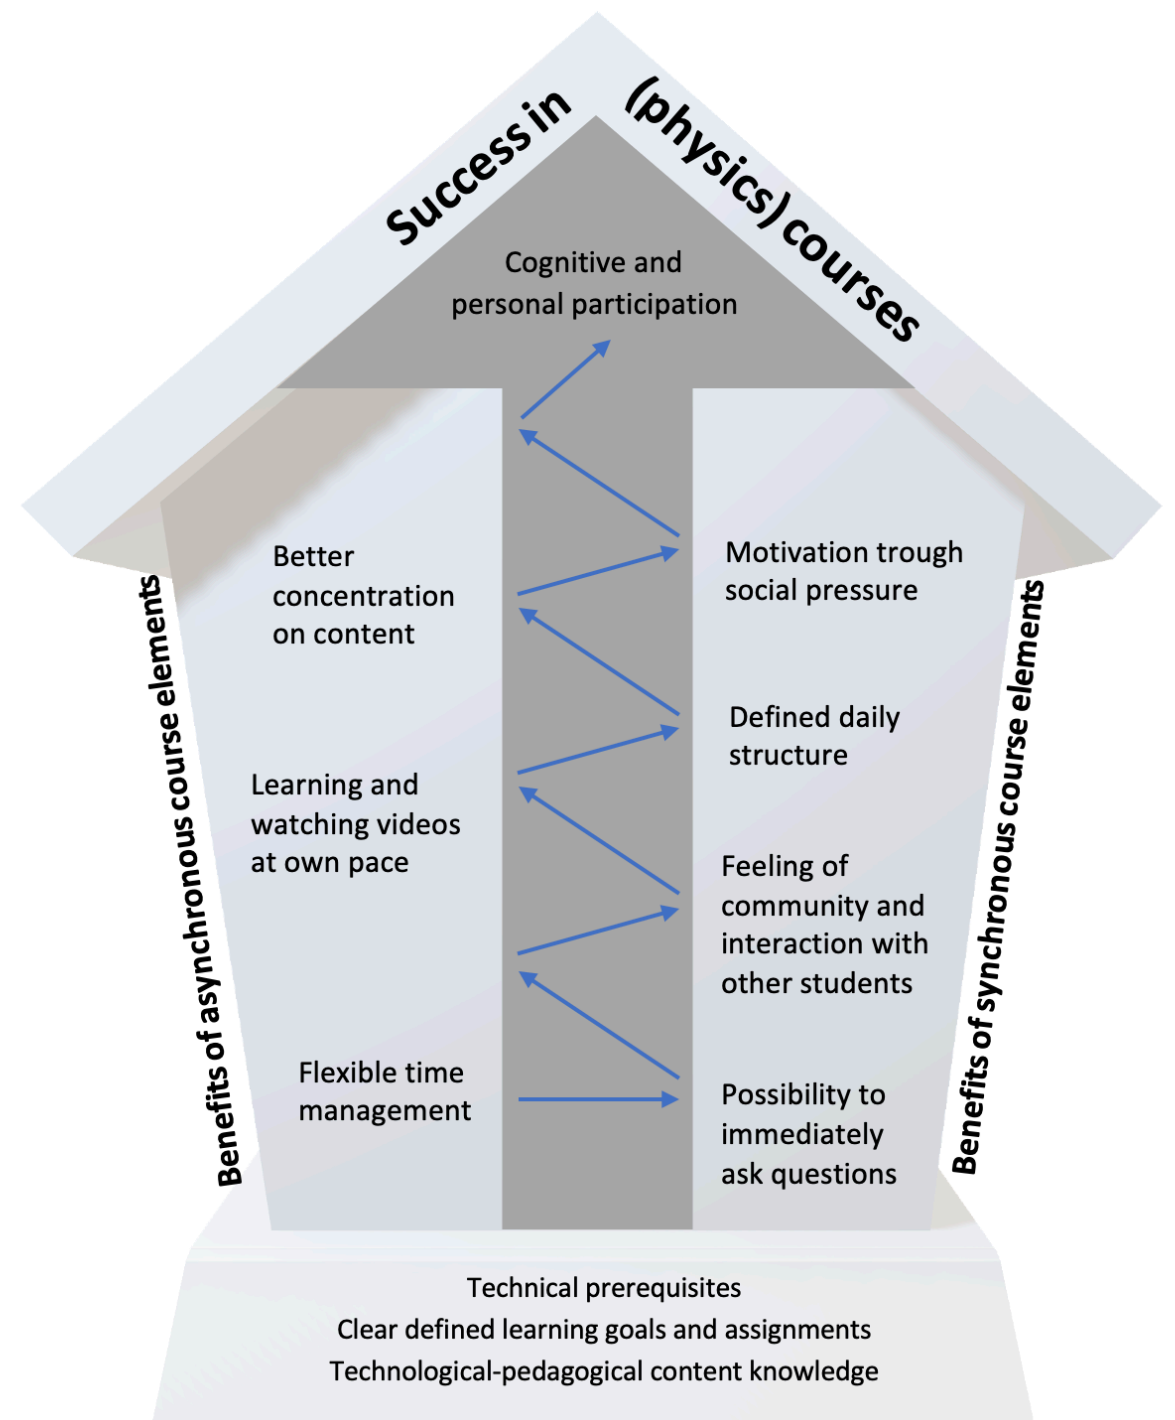 Success in
(physics) courses
Cognitive and
personal participation
Benefits of asynchronous course elements
Better
concentration
on content
Learning and
watching videos
at own pace
Flexible time
management
Motivation trough
social pressure
Defined daily
structure
Feeling of
community and
interaction with
other students
Possibility to
immediately
ask questions
Benefits of synchronous course elements
Technical prerequisites
Clear defined learning goals and assignments
Technological-pedagogical content knowledge